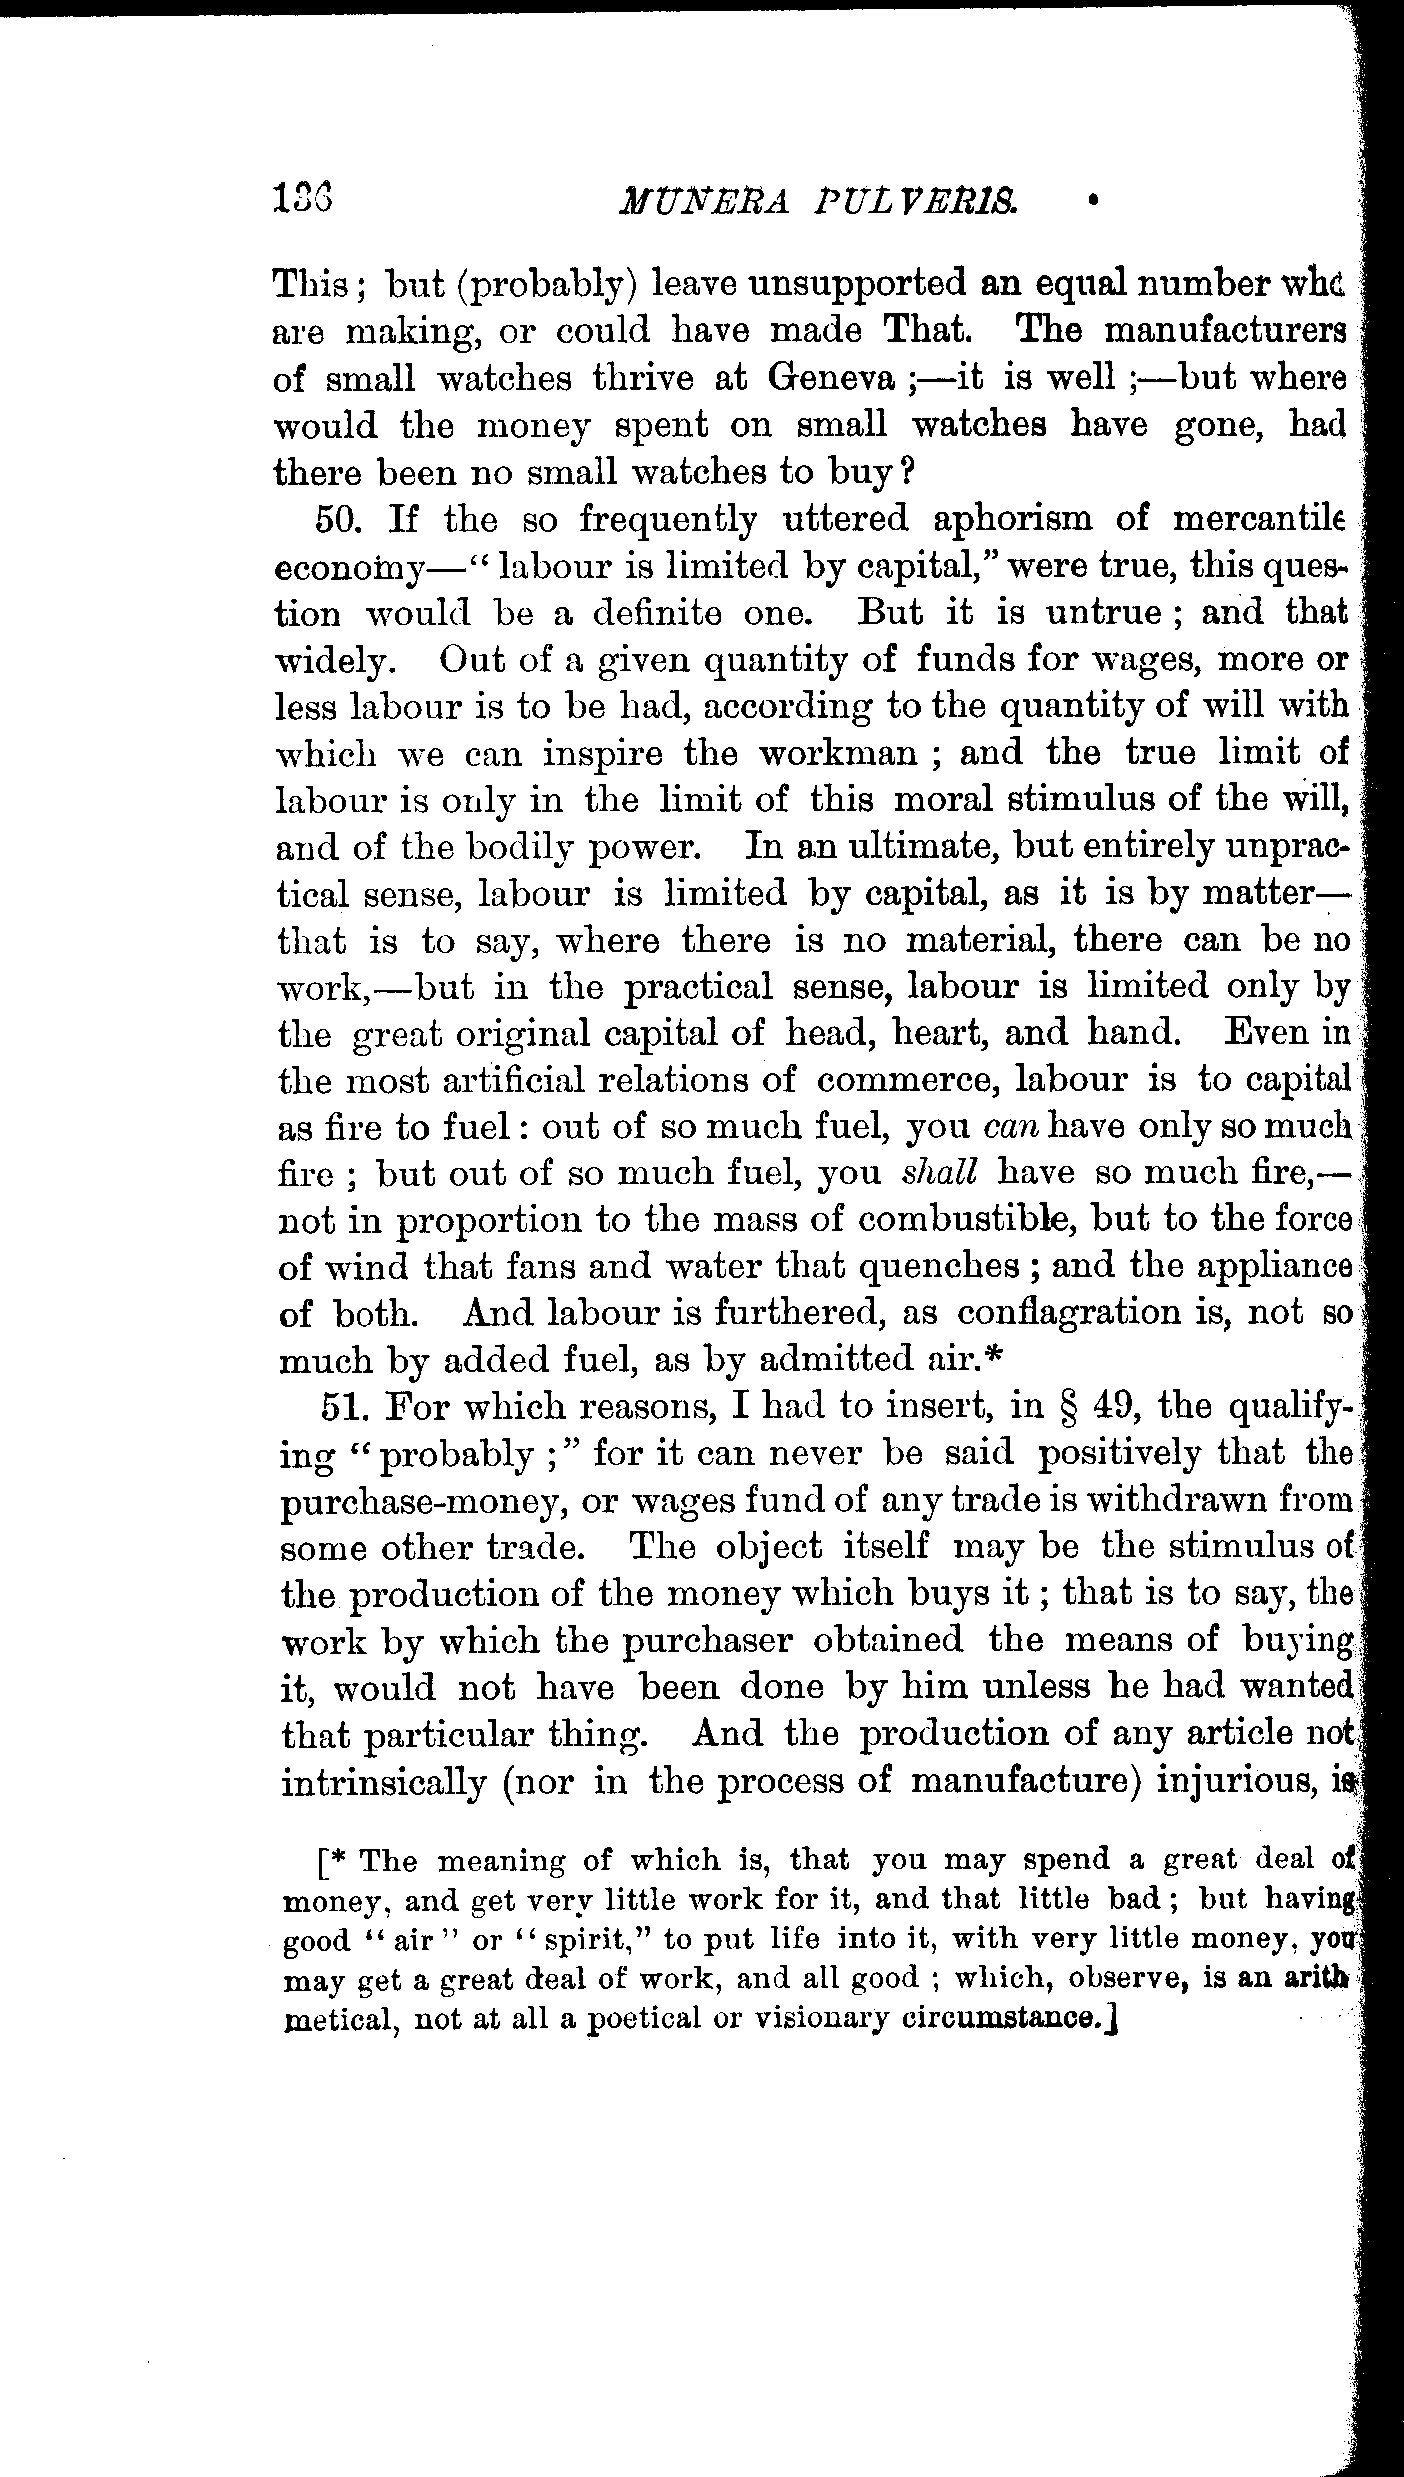 136 MUNERA PULVERIS.
This; but (probably) leave unsupported an equal number who
are making, or could have made That. The manufacturers
of small watches thrive at Geneva;—it is well;—but where
would the money spent on small watches have gone, had
there been no small watches to buy?
50. If the so frequently uttered aphorism of mercantile
economy—“labour is limited by capital,” were true, this ques-
tion would be a definite one. But it is untrue; and that
widely. Out of a given quantity of funds for wages, more or
less labour is to be had, according to the quantity of will with
which we can inspire the workman; and the true limit of
labour is only in the limit of this moral stimulus of the will,
and of the bodily power. In an ultimate, but entirely unprac-
tical sense, labour is limited by capital, as it is by matter—
that is to say, where there is no material, there can be no
work,—but in the practical sense, labour is limited only by
the great original capital of head, heart, and hand. Even in
the most artificial relations of commerce, labour is to capital
as fire to fuel: out of so much fuel, you can have only so much
fire; but out of so much fuel, you shall have so much fire,—
not in proportion to the mass of combustible, but to the force
of wind that fans and water that quenches; and the appliance
of both. And labour is furthered, as conflagration is, not so
much by added fuel, as by admitted air.*
51. For which reasons, I had to insert, in § 49, the qualify-
ing “probably;” for it can never be said positively that the
purchase-money, or wages fund of any trade is withdrawn from
some other trade. The object itself may be the stimulus of
the production of the money which buys it; that is to say, the
work by which the purchaser obtained the means of buying
it, would not have been done by him unless he had wanted
that particular thing. And the production of any article not
intrinsically (nor in the process of manufacture) injurious, is
[* The meaning of which is, that you may spend a great deal of
money, and get very little work for it, and that little bad; but having
good “air” or “spirit,” to put life into it, with very little money, you
may get a great deal of work, and all good; which, observe, is an arith
metical, not at all a poetical or visionary circumstance.]